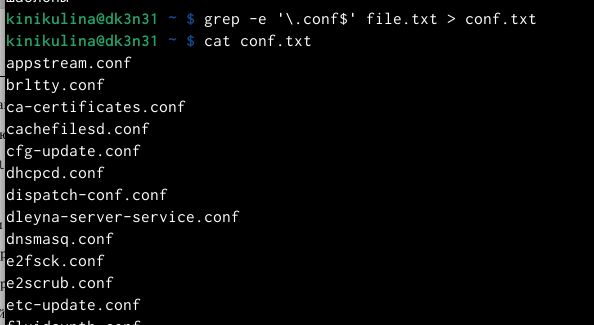 kinikulina@dk3n31 ~ $ grep -e '\.conf$' file.txt > conf.txt
kinikulina@dk3n31 ~ $ cat conf.txt
appstream.conf
brltty.conf
ca-certificates.conf
cachefilesd.conf
cfg-update.conf
dhcpcd.conf
dispatch-conf.conf
dleyna-server-service.conf
dnsmasq.conf
e2fsck.conf
e2scrub.conf
etc-update.conf